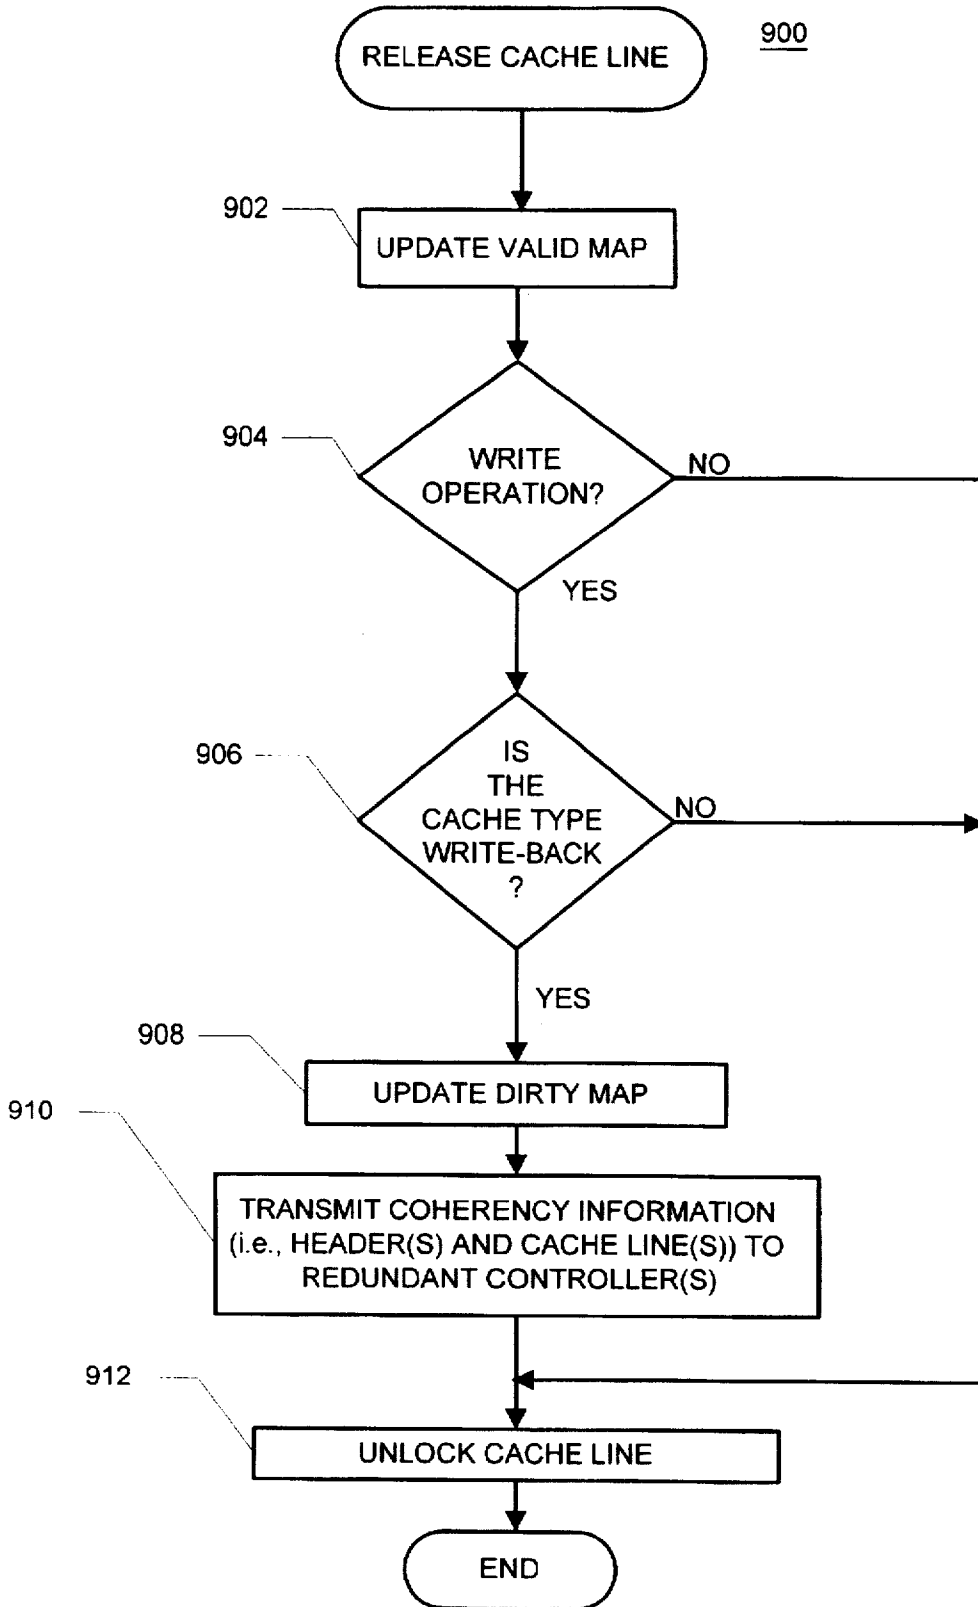 RELEASE CACHE LINE
900
902
UPDATE VALID MAP
904
WRITE
OPERATION?
NO
YES
906
IS
THE
CACHE TYPE
WRITE-BACK
?
NO
YES
908
UPDATE DIRTY MAP
910
TRANSMIT COHERENCY INFORMATION
(i.e., HEADER(S) AND CACHE LINE(S)) TO
REDUNDANT CONTROLLER(S)
912
UNLOCK CACHE LINE
END